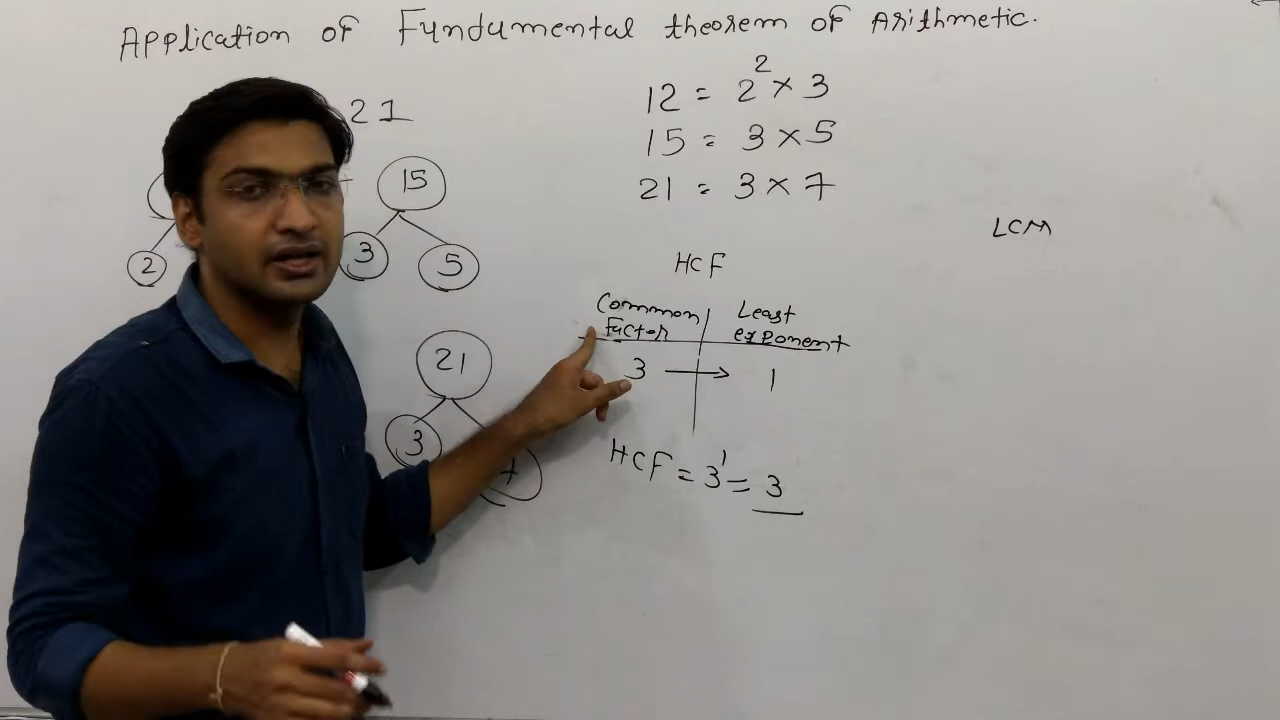 Application of Fundamental theorem of Arithmetic.
21
12 = 2² × 3
15 = 3 × 5
21 = 3 × 7
15
2
3
5
LCM
HCF
Common Factor
Least exponent
3 → 1
21
3
HCF = 3¹ = 3